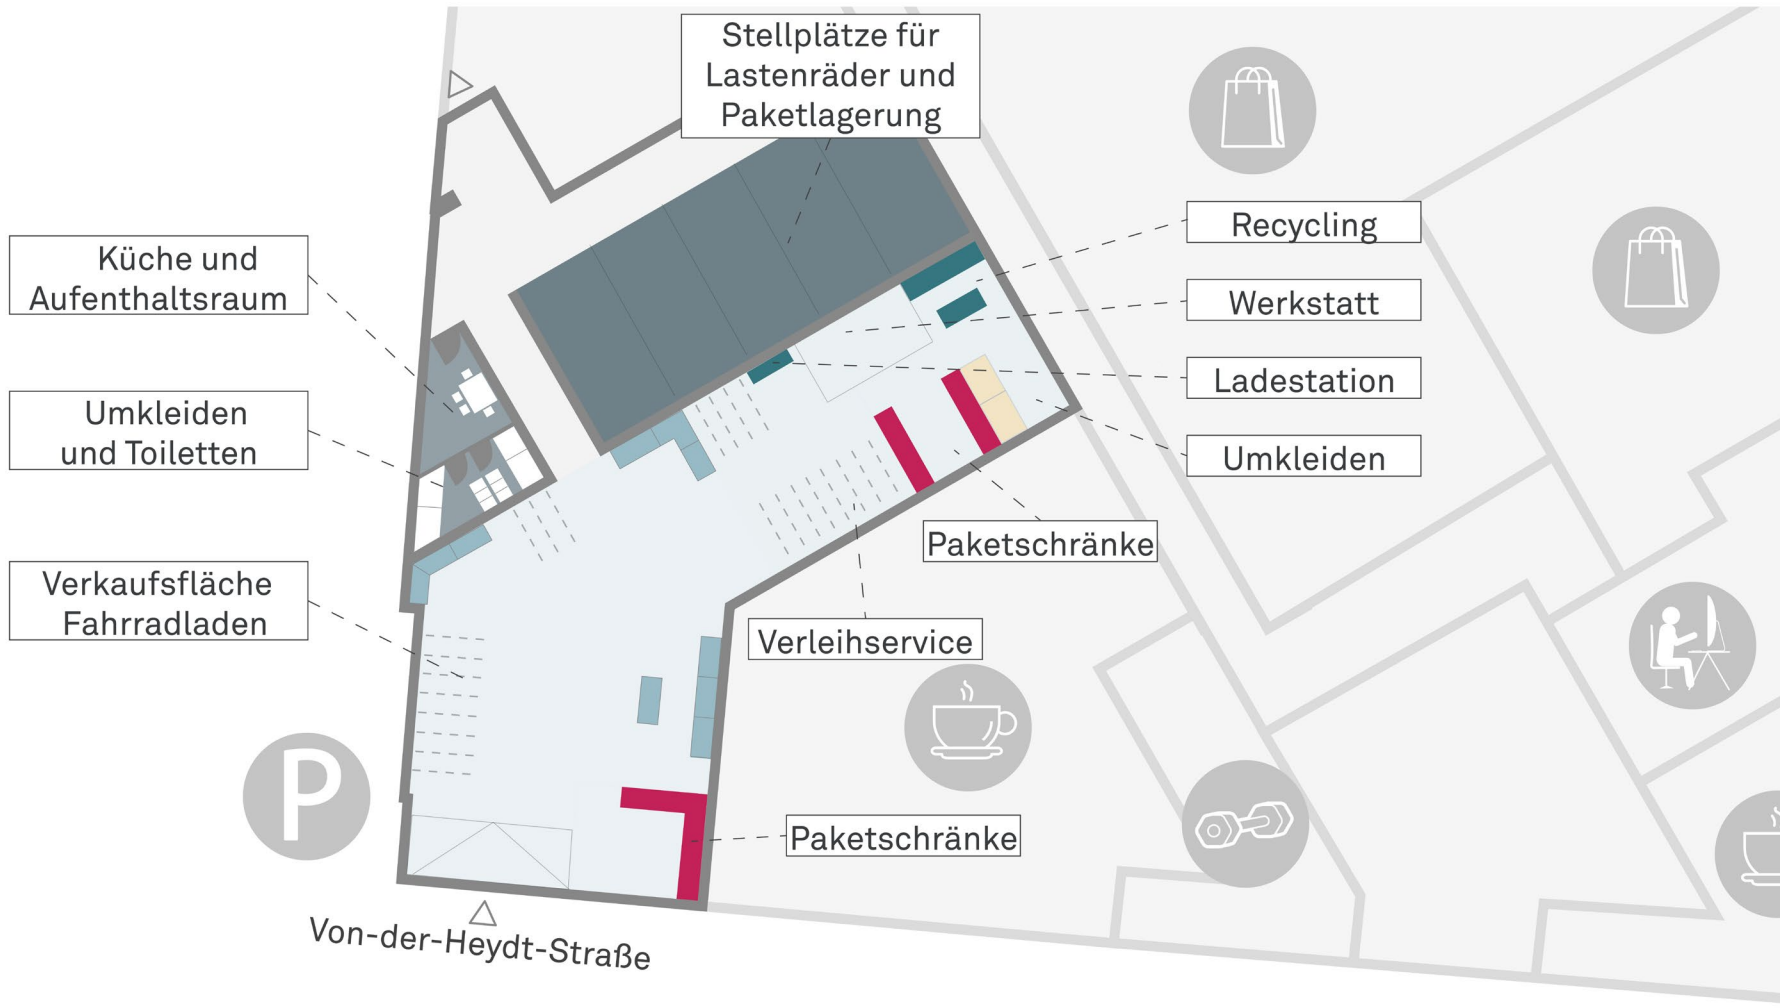 Stellplätze für
Lastenräder und
Paketlagerung
Recycling
Küche und
Aufenthaltsraum
Werkstatt
Ladestation
Umkleiden
und Toiletten
Umkleiden
Paketschränke
Verkaufsfläche
Fahrradladen
Verleihservice
P
Paketschränke
Von-der-Heydt-Straße